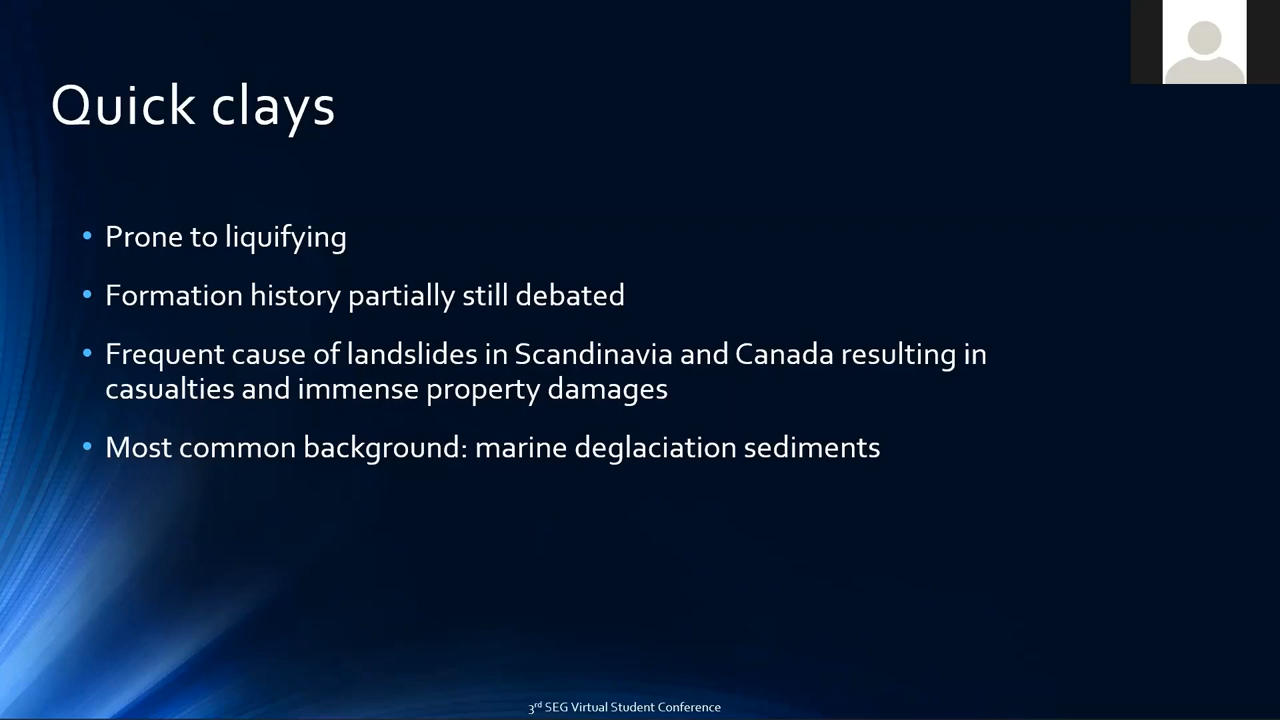 Quick clays
• Prone to liquifying
• Formation history partially still debated
• Frequent cause of landslides in Scandinavia and Canada resulting in
casualties and immense property damages
• Most common background: marine deglaciation sediments
3rd SEG Virtual Student Conference